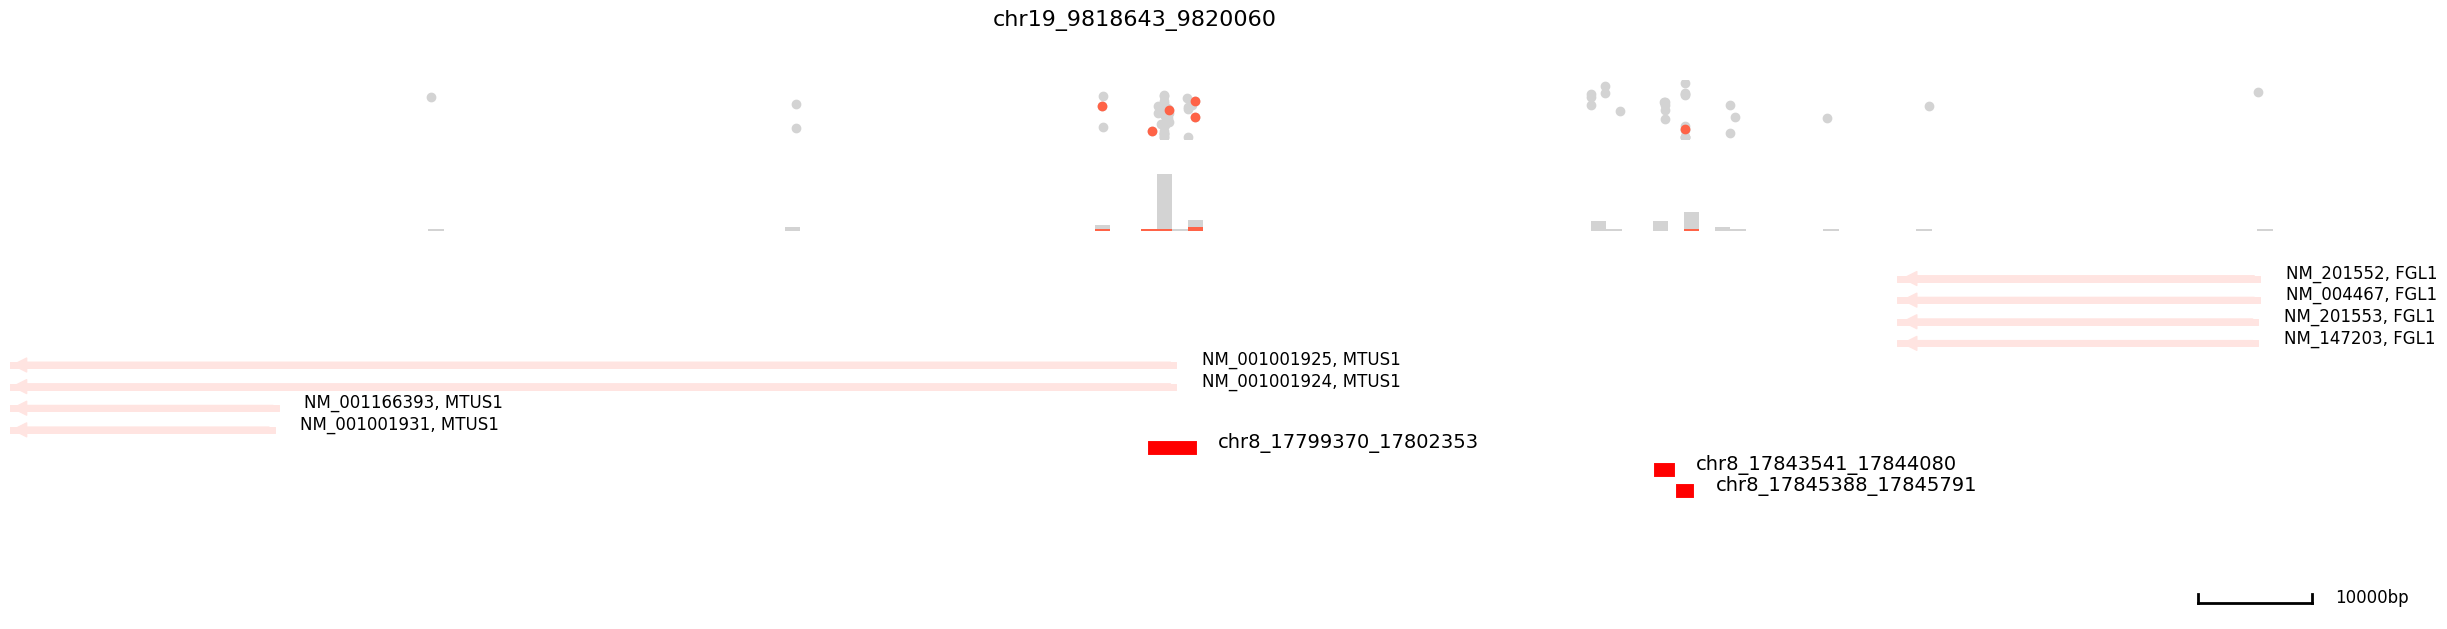 chr19_9818643_9820060
NM_201552, FGL1
NM_004467, FGL1
NM_201553, FGL1
NM_147203, FGL1
NM_001001925, MTUS1
NM_001001924, MTUS1
NM_001166393, MTUS1
NM_001001931, MTUS1
chr8_17799370_17802353
chr8_17843541_17844080
chr8_17845388_17845791
10000bp